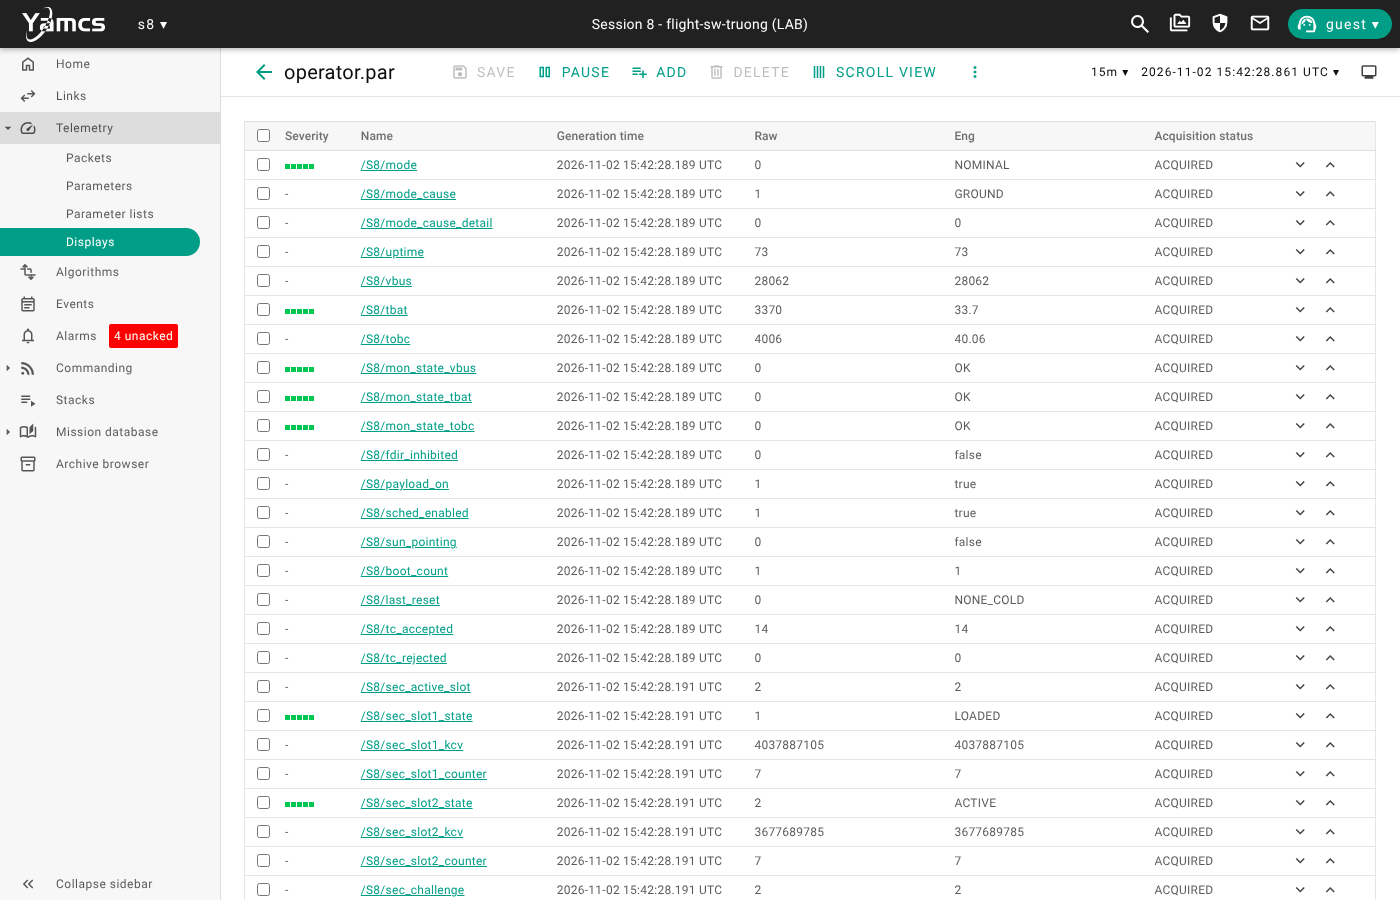 Yamcs s8 ▾ Session 8 - flight-sw-truong (LAB) guest ▾
Home
Links
Telemetry
Packets
Parameters
Parameter lists
Displays
Algorithms
Events
Alarms 4 unacked
Commanding
Stacks
Mission database
Archive browser
Collapse sidebar
operator.par SAVE PAUSE ADD DELETE SCROLL VIEW 15m ▾ 2026-11-02 15:42:28.861 UTC ▾
Severity Name Generation time Raw Eng Acquisition status
/S8/mode 2026-11-02 15:42:28.189 UTC 0 NOMINAL ACQUIRED
- /S8/mode_cause 2026-11-02 15:42:28.189 UTC 1 GROUND ACQUIRED
- /S8/mode_cause_detail 2026-11-02 15:42:28.189 UTC 0 0 ACQUIRED
- /S8/uptime 2026-11-02 15:42:28.189 UTC 73 73 ACQUIRED
- /S8/vbus 2026-11-02 15:42:28.189 UTC 28062 28062 ACQUIRED
/S8/tbat 2026-11-02 15:42:28.189 UTC 3370 33.7 ACQUIRED
- /S8/tobc 2026-11-02 15:42:28.189 UTC 4006 40.06 ACQUIRED
/S8/mon_state_vbus 2026-11-02 15:42:28.189 UTC 0 OK ACQUIRED
/S8/mon_state_tbat 2026-11-02 15:42:28.189 UTC 0 OK ACQUIRED
/S8/mon_state_tobc 2026-11-02 15:42:28.189 UTC 0 OK ACQUIRED
- /S8/fdir_inhibited 2026-11-02 15:42:28.189 UTC 0 false ACQUIRED
- /S8/payload_on 2026-11-02 15:42:28.189 UTC 1 true ACQUIRED
- /S8/sched_enabled 2026-11-02 15:42:28.189 UTC 1 true ACQUIRED
- /S8/sun_pointing 2026-11-02 15:42:28.189 UTC 0 false ACQUIRED
- /S8/boot_count 2026-11-02 15:42:28.189 UTC 1 1 ACQUIRED
- /S8/last_reset 2026-11-02 15:42:28.189 UTC 0 NONE_COLD ACQUIRED
- /S8/tc_accepted 2026-11-02 15:42:28.189 UTC 14 14 ACQUIRED
- /S8/tc_rejected 2026-11-02 15:42:28.189 UTC 0 0 ACQUIRED
- /S8/sec_active_slot 2026-11-02 15:42:28.191 UTC 2 2 ACQUIRED
/S8/sec_slot1_state 2026-11-02 15:42:28.191 UTC 1 LOADED ACQUIRED
- /S8/sec_slot1_kcv 2026-11-02 15:42:28.191 UTC 4037887105 4037887105 ACQUIRED
- /S8/sec_slot1_counter 2026-11-02 15:42:28.191 UTC 7 7 ACQUIRED
/S8/sec_slot2_state 2026-11-02 15:42:28.191 UTC 2 ACTIVE ACQUIRED
- /S8/sec_slot2_kcv 2026-11-02 15:42:28.191 UTC 3677689785 3677689785 ACQUIRED
- /S8/sec_slot2_counter 2026-11-02 15:42:28.191 UTC 7 7 ACQUIRED
- /S8/sec_challenge 2026-11-02 15:42:28.191 UTC 2 2 ACQUIRED